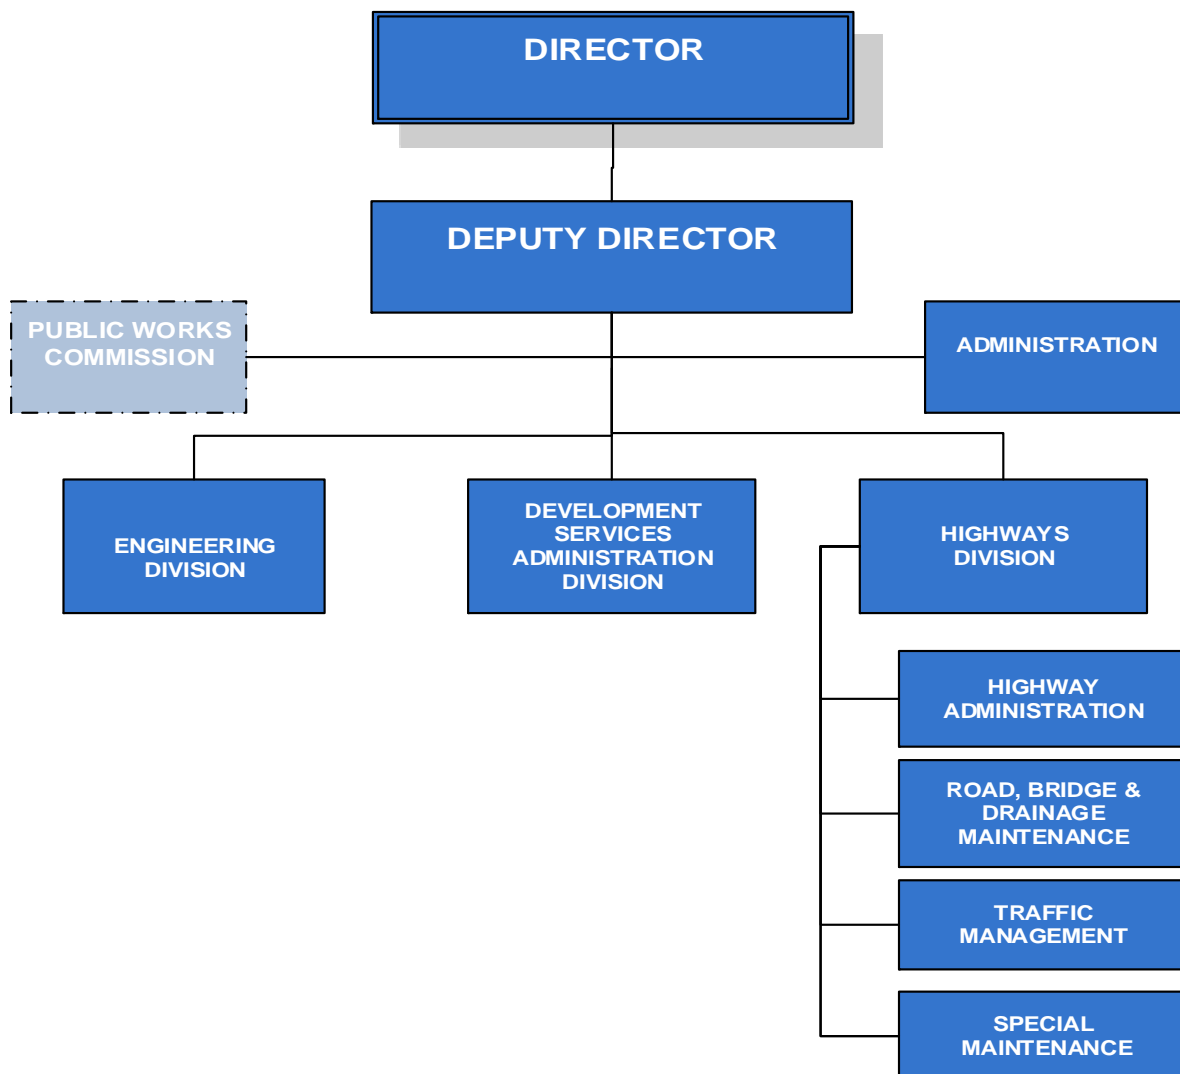 DIRECTOR
DEPUTY DIRECTOR
PUBLIC WORKS
COMMISSION
ADMINISTRATION
ENGINEERING
DIVISION
DEVELOPMENT
SERVICES
ADMINISTRATION
DIVISION
HIGHWAYS
DIVISION
HIGHWAY
ADMINISTRATION
ROAD, BRIDGE &
DRAINAGE
MAINTENANCE
TRAFFIC
MANAGEMENT
SPECIAL
MAINTENANCE